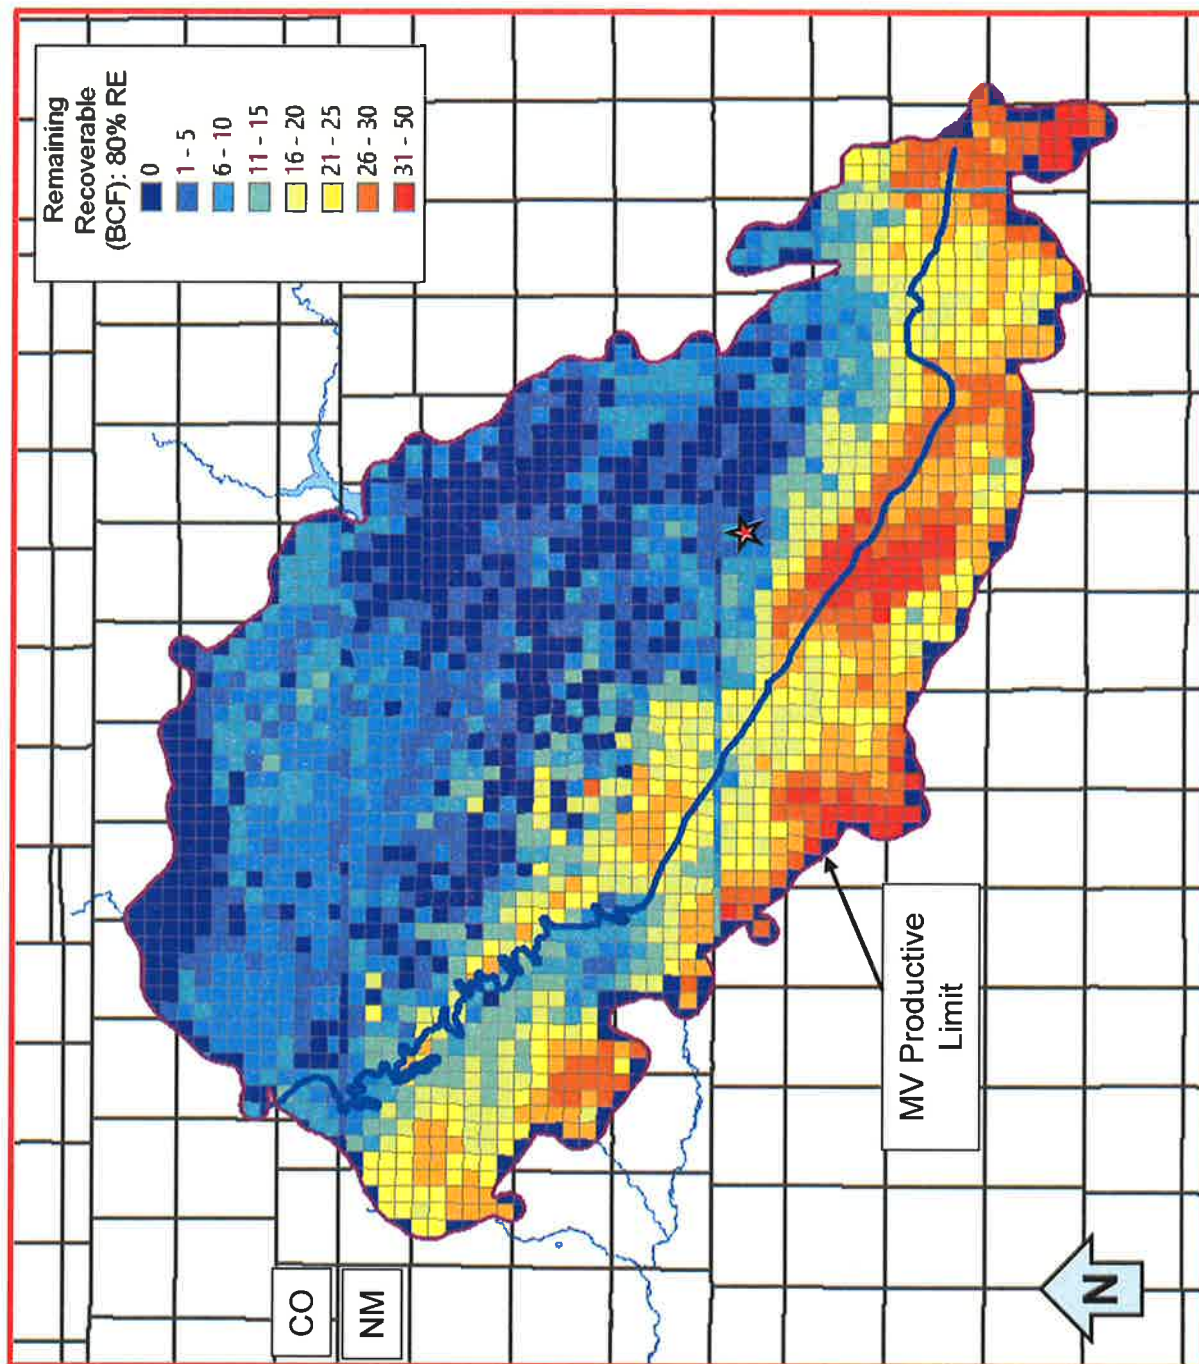 Remaining
Recoverable
(BCF): 80% RE
0
1 - 5
6 - 10
11 - 15
16 - 20
21 - 25
26 - 30
31 - 50
CO
NM
MV Productive
Limit
N